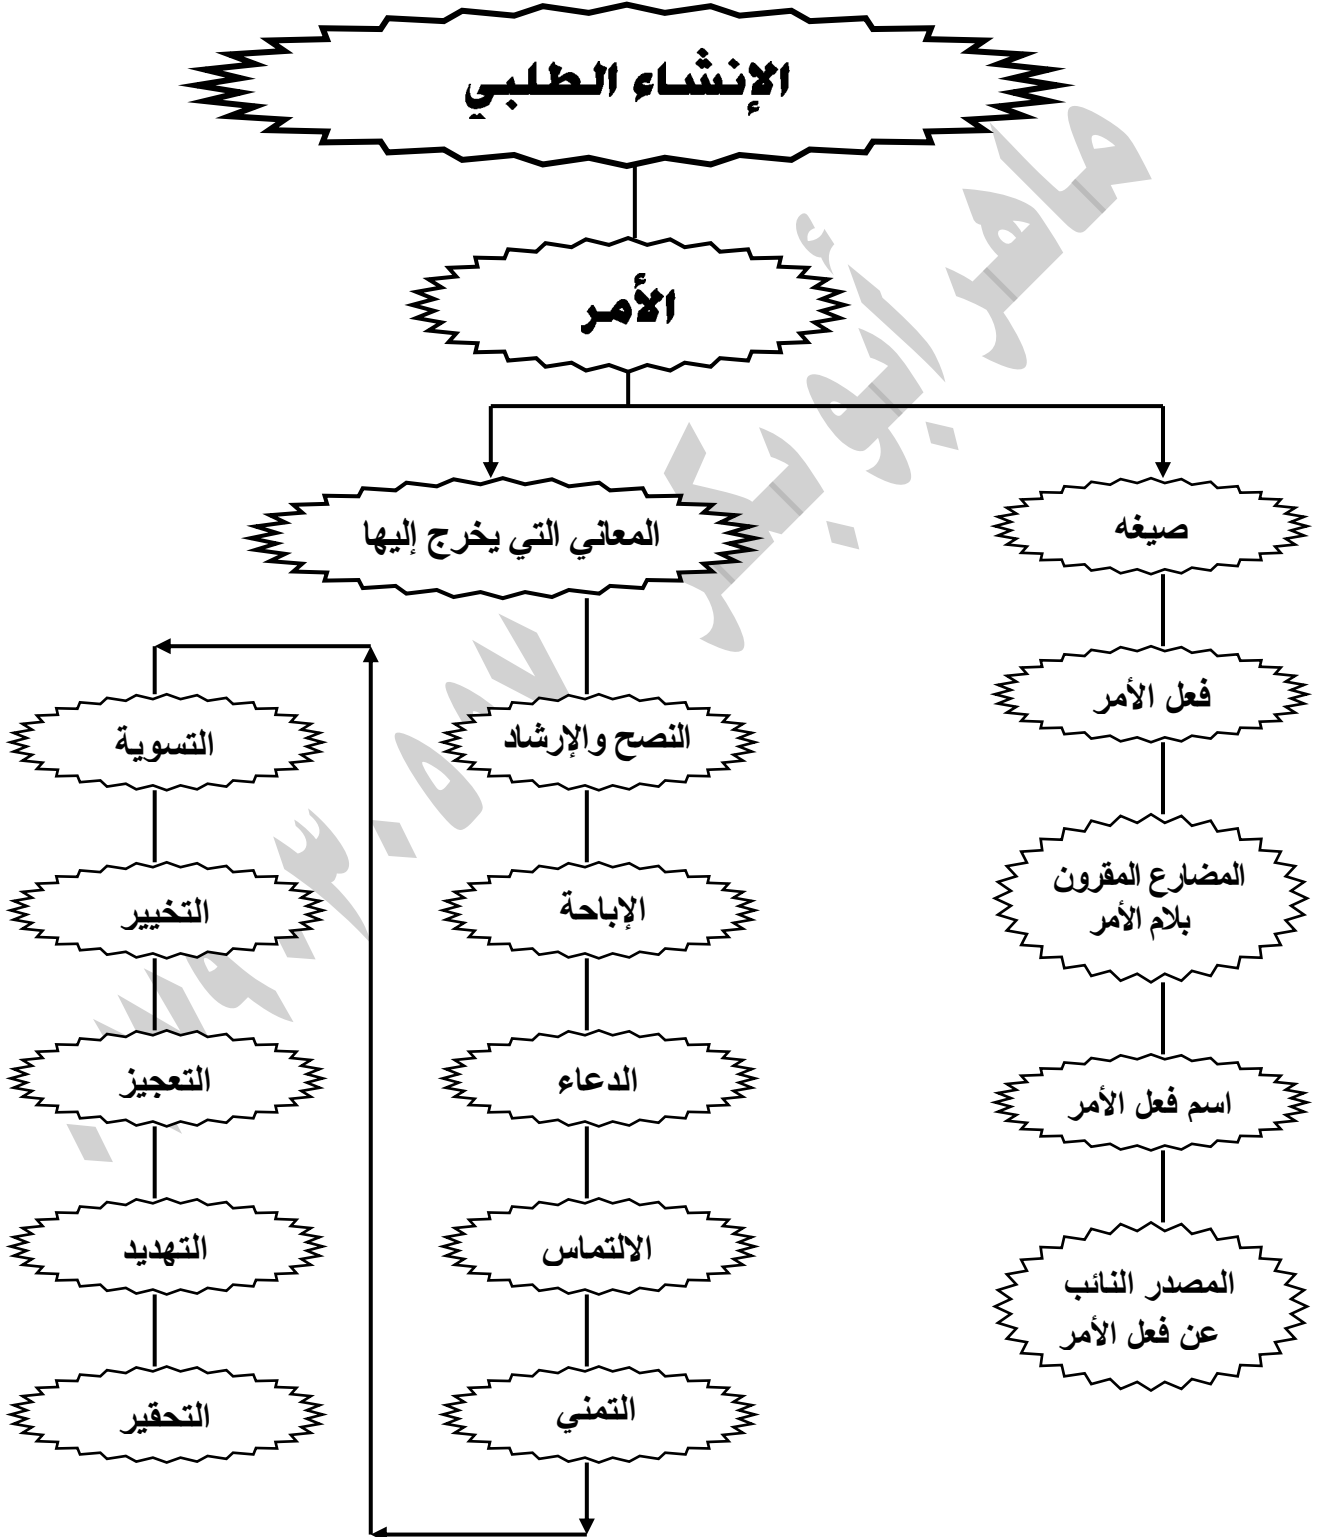 الإنشاء الطلبي
الأمر
صيغه
فعل الأمر
المضارع المقرون
بلام الأمر
اسم فعل الأمر
المصدر النائب
عن فعل الأمر
المعاني التي يخرج إليها
النصح والإرشاد
الإباحة
الدعاء
الالتماس
التمني
التسوية
التخيير
التعجيز
التهديد
التحقير
ماهر أبو بكر